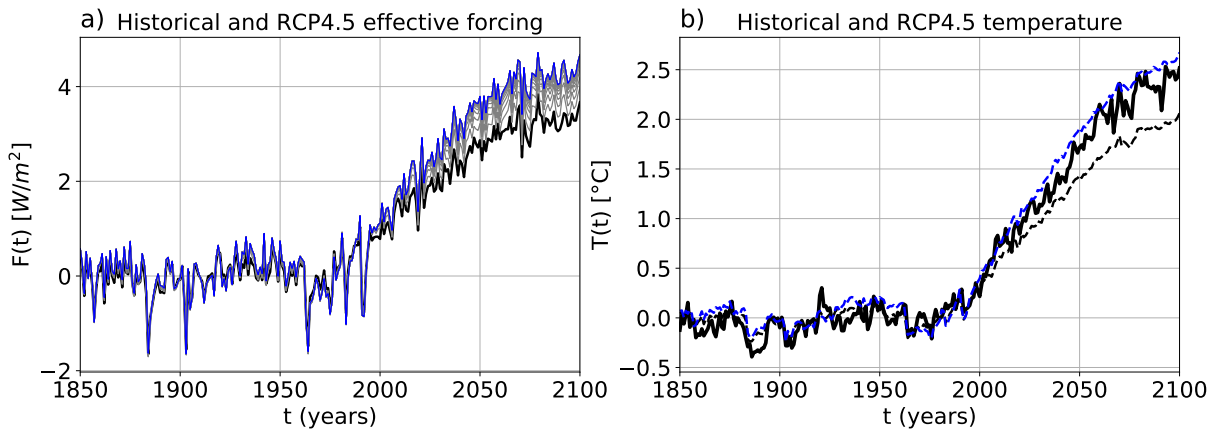 a) Historical and RCP4.5 effective forcing
F(t) [W/m²]
4
2
0
−2
1850 1900 1950 2000 2050 2100
t (years)
b) Historical and RCP4.5 temperature
T(t) [°C]
2.5
2.0
1.5
1.0
0.5
0.0
−0.5
1850 1900 1950 2000 2050 2100
t (years)